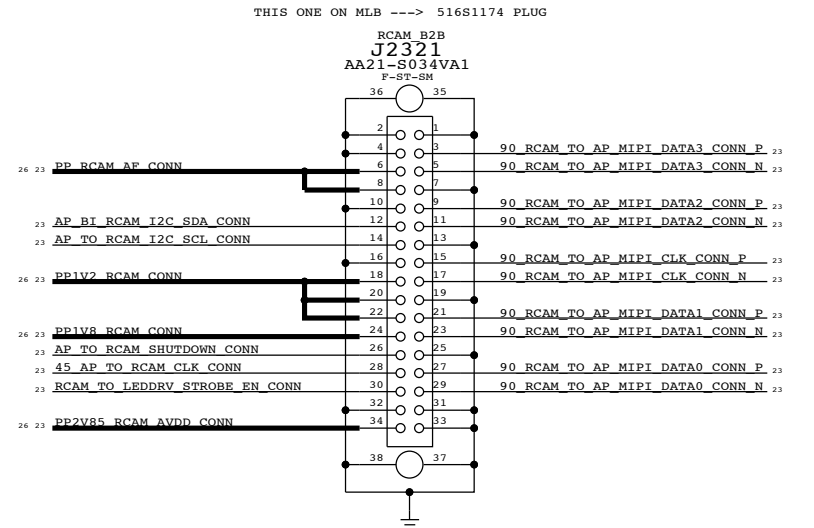 THIS ONE ON MLB ---> 516S1174 PLUG
RCAM_B2B
J2321
AA21-S034VA1
F-ST-SM
36 35
2 1
4 3 90_RCAM_TO_AP_MIPI_DATA3_CONN_P 23
26 23 PP_RCAM_AF_CONN 6 5 90_RCAM_TO_AP_MIPI_DATA3_CONN_N 23
8 7
10 9 90_RCAM_TO_AP_MIPI_DATA2_CONN_P 23
23 AP_BI_RCAM_I2C_SDA_CONN 12 11 90_RCAM_TO_AP_MIPI_DATA2_CONN_N 23
23 AP_TO_RCAM_I2C_SCL_CONN 14 13
16 15 90_RCAM_TO_AP_MIPI_CLK_CONN_P 23
26 23 PP1V2_RCAM_CONN 18 17 90_RCAM_TO_AP_MIPI_CLK_CONN_N 23
20 19
22 21 90_RCAM_TO_AP_MIPI_DATA1_CONN_P 23
26 23 PP1V8_RCAM_CONN 24 23 90_RCAM_TO_AP_MIPI_DATA1_CONN_N 23
23 AP_TO_RCAM_SHUTDOWN_CONN 26 25
23 45_AP_TO_RCAM_CLK_CONN 28 27 90_RCAM_TO_AP_MIPI_DATA0_CONN_P 23
23 RCAM_TO_LEDDRV_STROBE_EN_CONN 30 29 90_RCAM_TO_AP_MIPI_DATA0_CONN_N 23
32 31
26 23 PP2V85_RCAM_AVDD_CONN 34 33
38 37